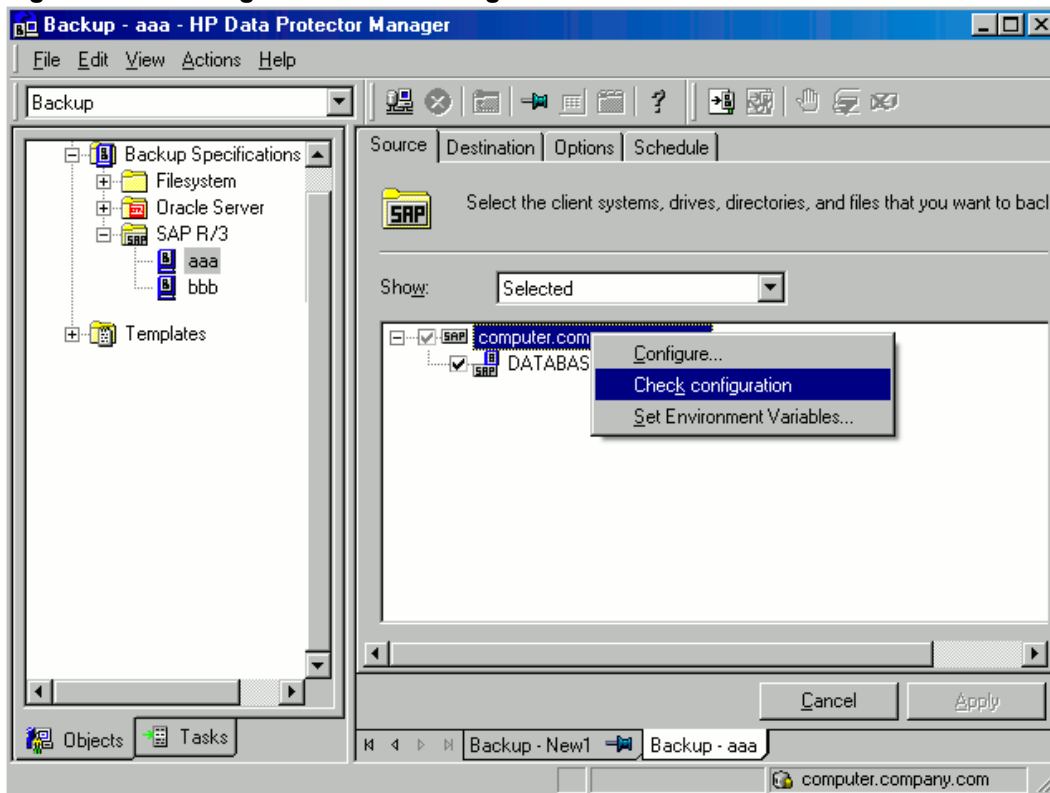 Backup - aaa - HP Data Protector Manager
File Edit View Actions Help
Backup
Backup Specifications
Filesystem
Oracle Server
SAP R/3
aaa
bbb
Templates
Objects Tasks
Source Destination Options Schedule
SAP
Select the client systems, drives, directories, and files that you want to bac
Show: Selected
SAP computer.com
SAP DATABAS
Configure...
Check configuration
Set Environment Variables...
Cancel Apply
Backup - New1 Backup - aaa
computer.company.com